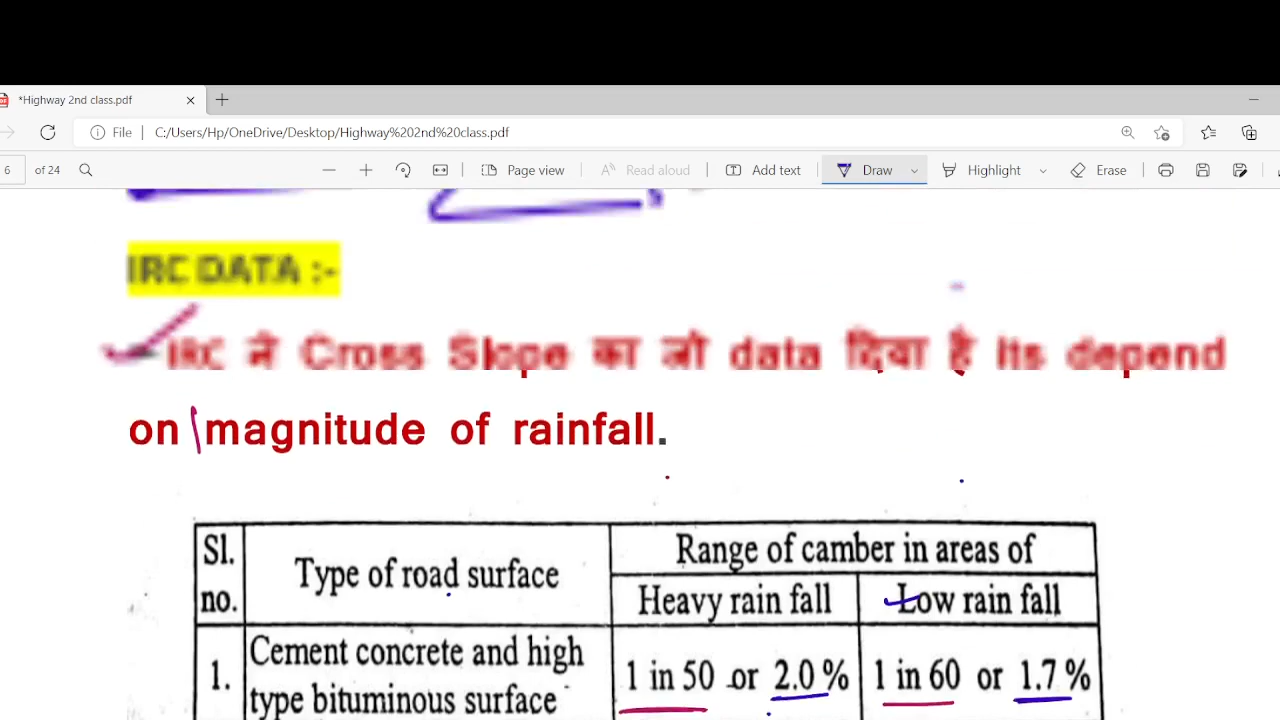 *Highway 2nd class.pdf
File C:/Users/Hp/OneDrive/Desktop/Highway%202nd%20class.pdf
6 of 24 Page view Read aloud Add text Draw Highlight Erase
IRC DATA :-
IRC ने Cross Slope का जो data दिया है Its depend
on magnitude of rainfall.
Sl. no. Type of road surface Range of camber in areas of
Heavy rain fall Low rain fall
1. Cement concrete and high 1 in 50 or 2.0 % 1 in 60 or 1.7 %
type bituminous surface